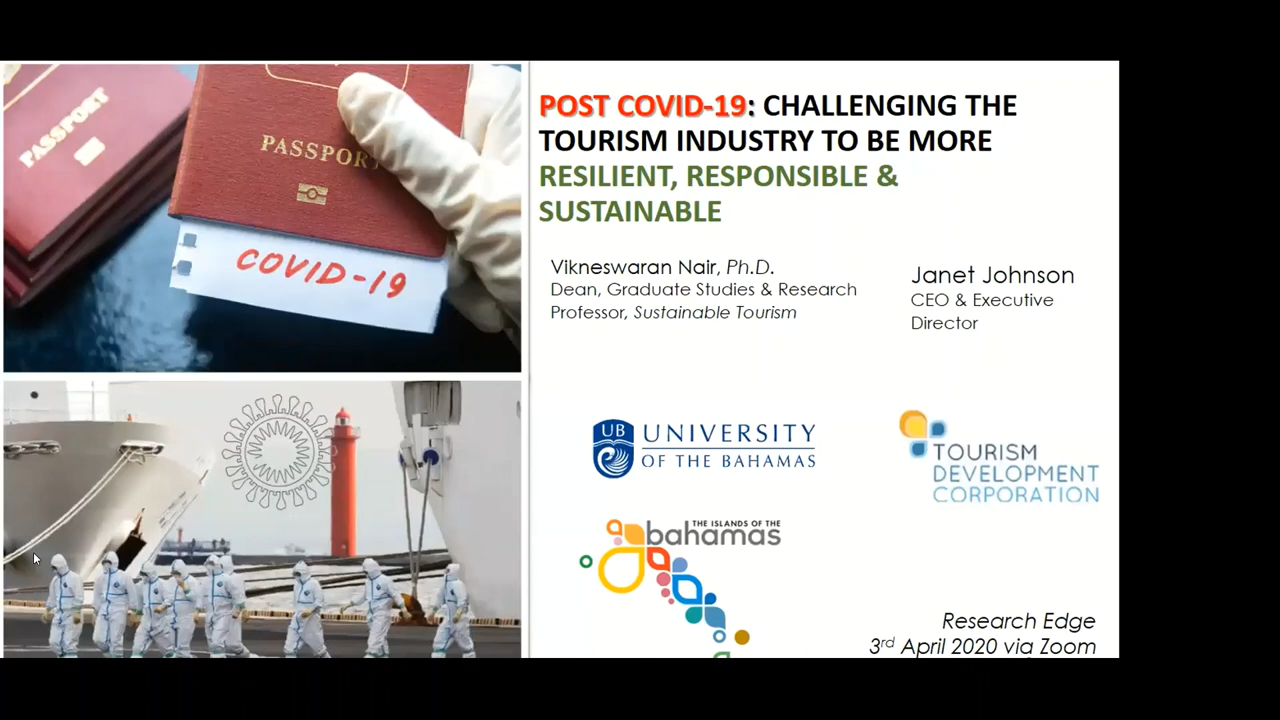 PASSPORT
PASSPORT
COVID-19
POST COVID-19: CHALLENGING THE
TOURISM INDUSTRY TO BE MORE
RESILIENT, RESPONSIBLE &
SUSTAINABLE
Vikneswaran Nair, Ph.D.
Dean, Graduate Studies & Research
Professor, Sustainable Tourism
Janet Johnson
CEO & Executive
Director
UB
UNIVERSITY
OF THE BAHAMAS
TOURISM
DEVELOPMENT
CORPORATION
THE ISLANDS OF THE
bahamas
Research Edge
3rd April 2020 via Zoom